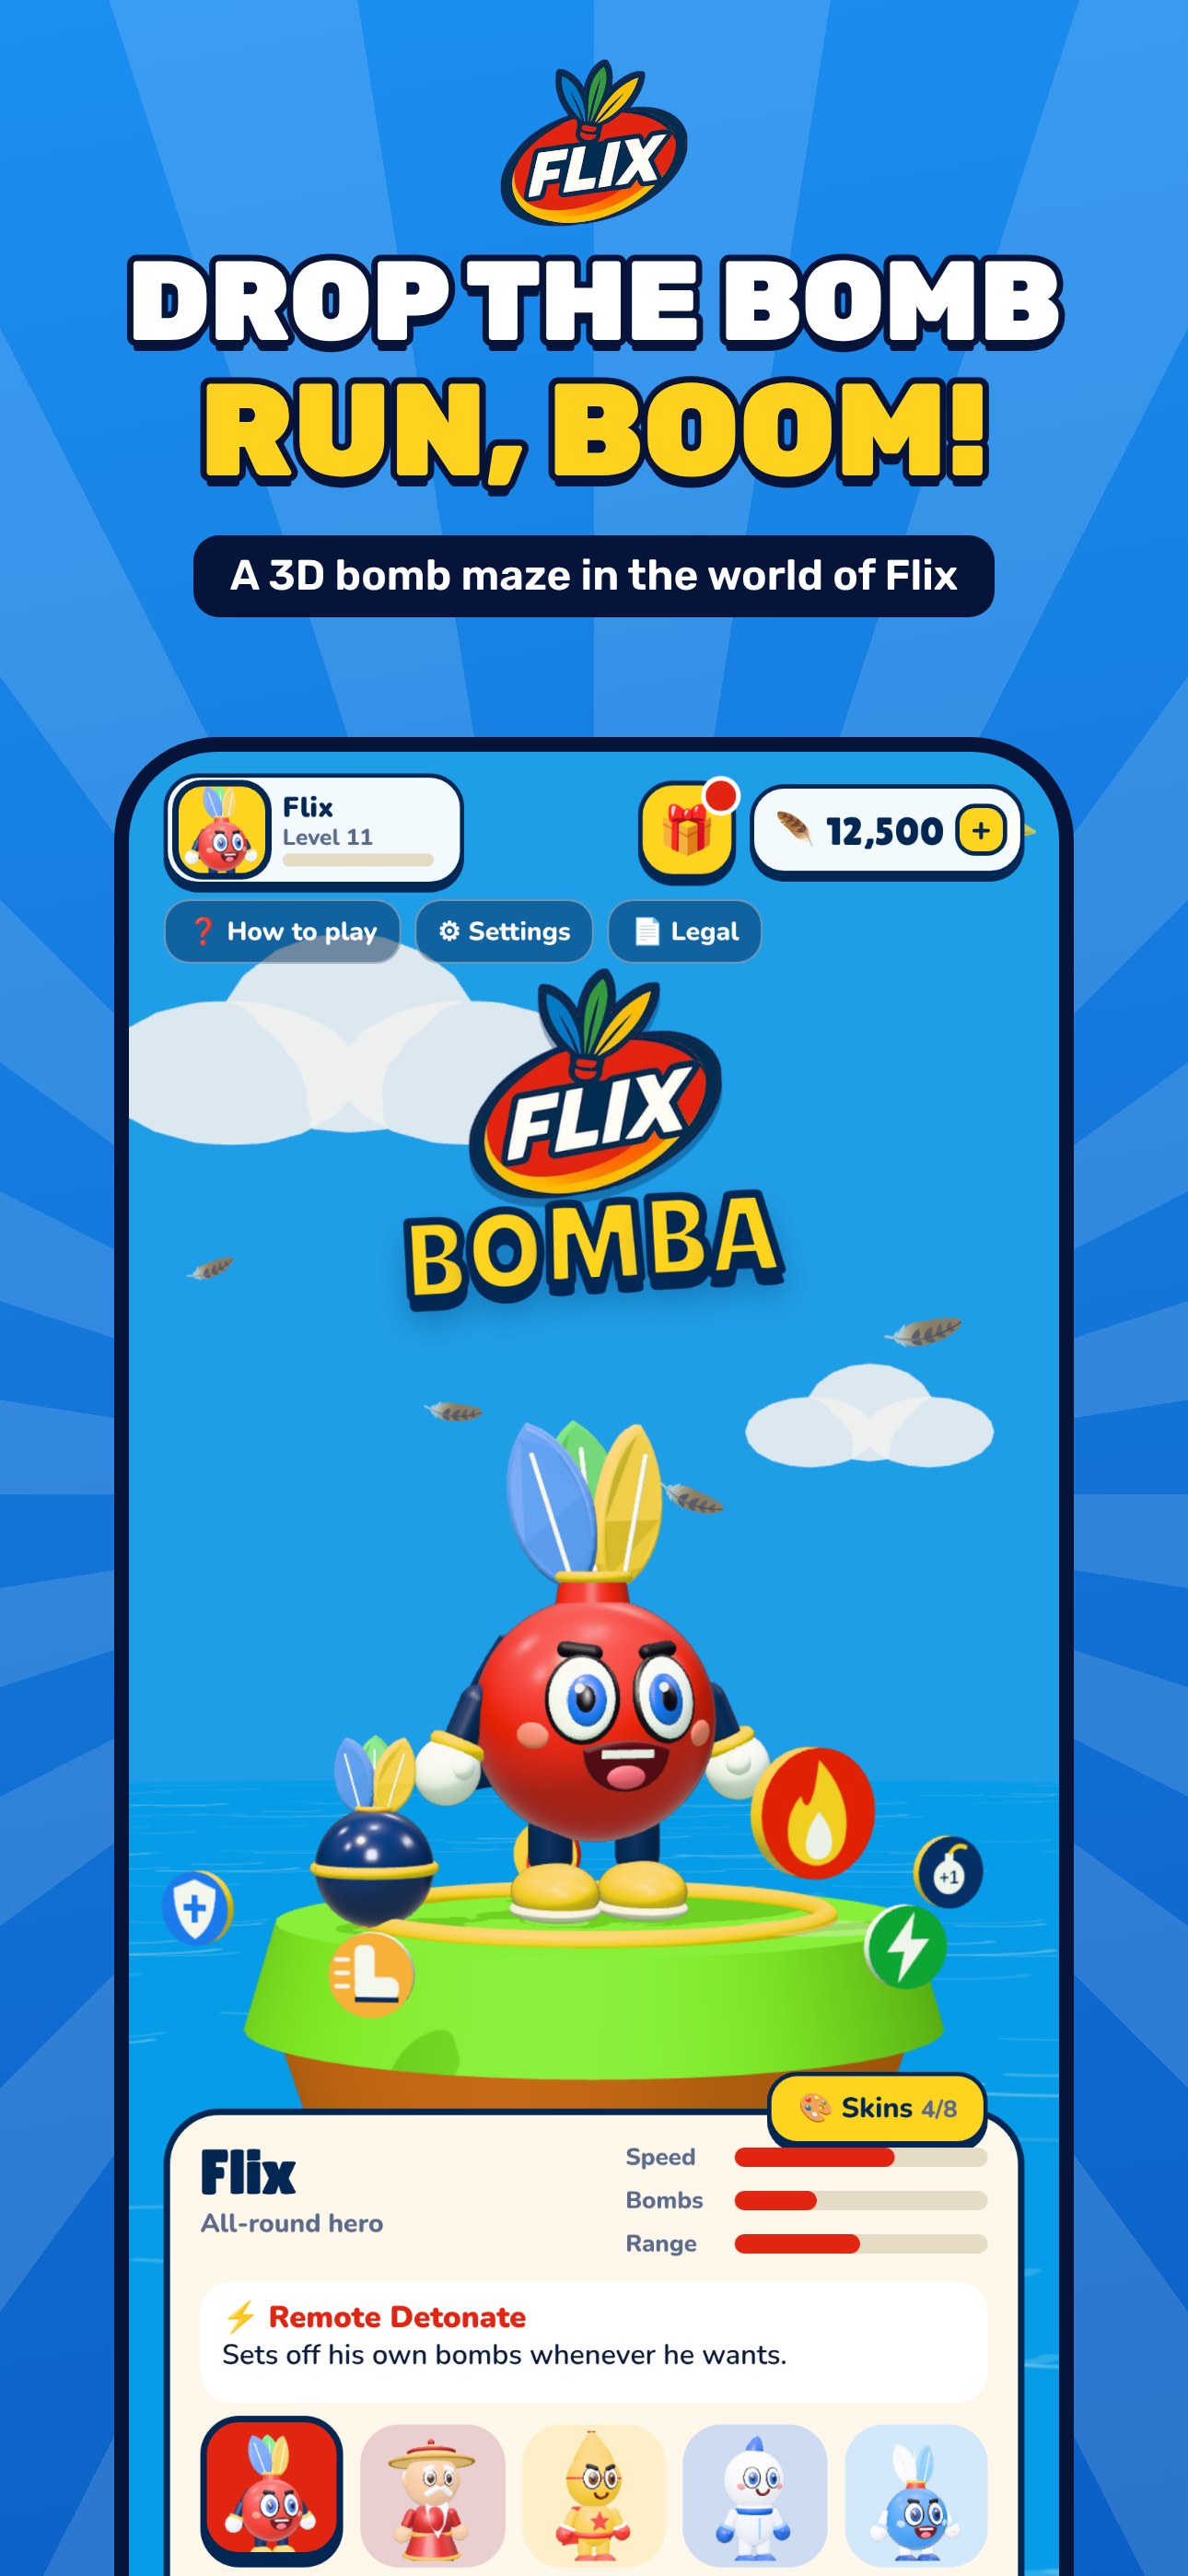 FLIX
DROP THE BOMB
RUN, BOOM!
A 3D bomb maze in the world of Flix
Flix
Level 11
12,500 +
❓ How to play
⚙ Settings
📄 Legal
FLIX
BOMBA
+1
🎨 Skins 4/8
Flix
All-round hero
Speed
Bombs
Range
⚡ Remote Detonate
Sets off his own bombs whenever he wants.